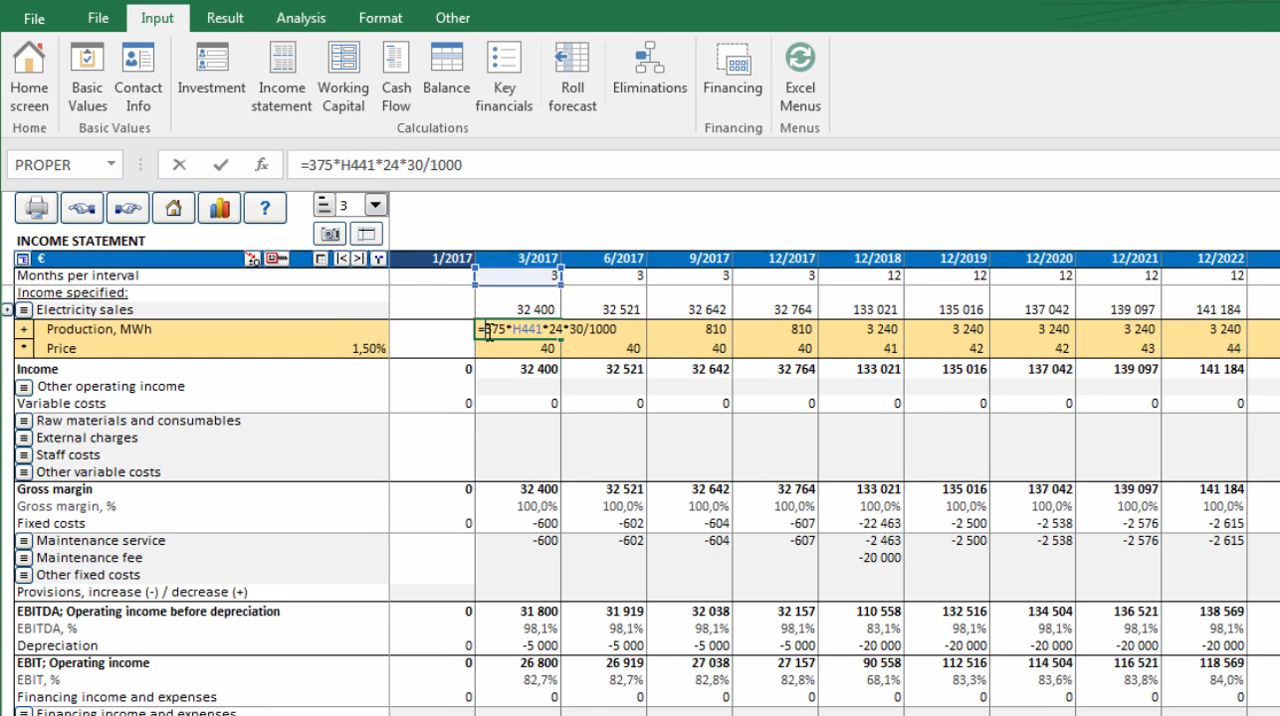 File File Input Result Analysis Format Other
Home screen Basic Values Contact Info Investment Income statement Working Capital Cash Flow Balance Key financials Roll forecast Eliminations Financing Excel Menus
Home Basic Values Calculations Financing Menus
PROPER fx =375*H441*24*30/1000
? 3
INCOME STATEMENT
€ 1/2017 3/2017 6/2017 9/2017 12/2017 12/2018 12/2019 12/2020 12/2021 12/2022
Months per interval 3 3 3 3 12 12 12 12 12
Income specified:
Electricity sales 32 400 32 521 32 642 32 764 133 021 135 016 137 042 139 097 141 184
+ Production, MWh =375*H441*24*30/1000 810 810 3 240 3 240 3 240 3 240 3 240
* Price 1,50% 40 40 40 40 41 42 42 43 44
Income 0 32 400 32 521 32 642 32 764 133 021 135 016 137 042 139 097 141 184
Other operating income
Variable costs 0 0 0 0 0 0 0 0 0 0
Raw materials and consumables
External charges
Staff costs
Other variable costs
Gross margin 0 32 400 32 521 32 642 32 764 133 021 135 016 137 042 139 097 141 184
Gross margin, % 100,0% 100,0% 100,0% 100,0% 100,0% 100,0% 100,0% 100,0% 100,0%
Fixed costs 0 -600 -602 -604 -607 -22 463 -2 500 -2 538 -2 576 -2 615
Maintenance service -600 -602 -604 -607 -2 463 -2 500 -2 538 -2 576 -2 615
Maintenance fee -20 000
Other fixed costs
Provisions, increase (-) / decrease (+)
EBITDA; Operating income before depreciation 0 31 800 31 919 32 038 32 157 110 558 132 516 134 504 136 521 138 569
EBITDA, % 98,1% 98,1% 98,1% 98,1% 83,1% 98,1% 98,1% 98,1% 98,1%
Depreciation 0 -5 000 -5 000 -5 000 -5 000 -20 000 -20 000 -20 000 -20 000 -20 000
EBIT; Operating income 0 26 800 26 919 27 038 27 157 90 558 112 516 114 504 116 521 118 569
EBIT, % 82,7% 82,7% 82,8% 82,8% 68,1% 83,3% 83,6% 83,8% 84,0%
Financing income and expenses 0 0 0 0 0 0 0 0 0 0
Financing income and expenses